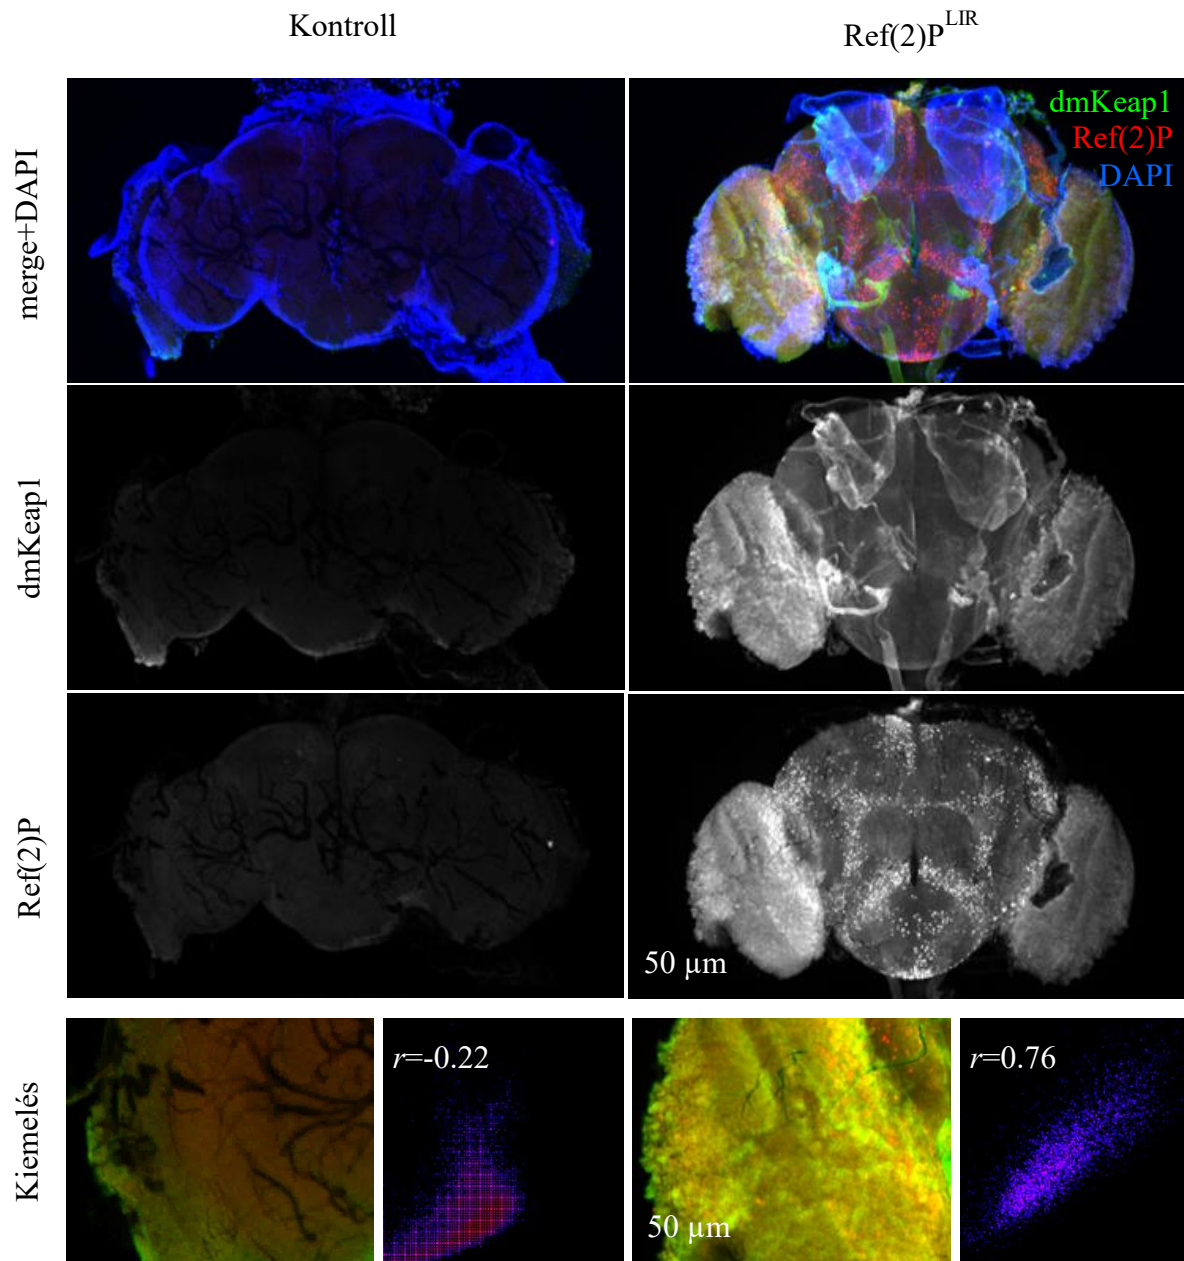 Kontroll
Ref(2)P^LIR
merge+DAPI
dmKeap1
Ref(2)P
DAPI
dmKeap1
Ref(2)P
50 µm
Kiemelés
r=-0.22
50 µm
r=0.76